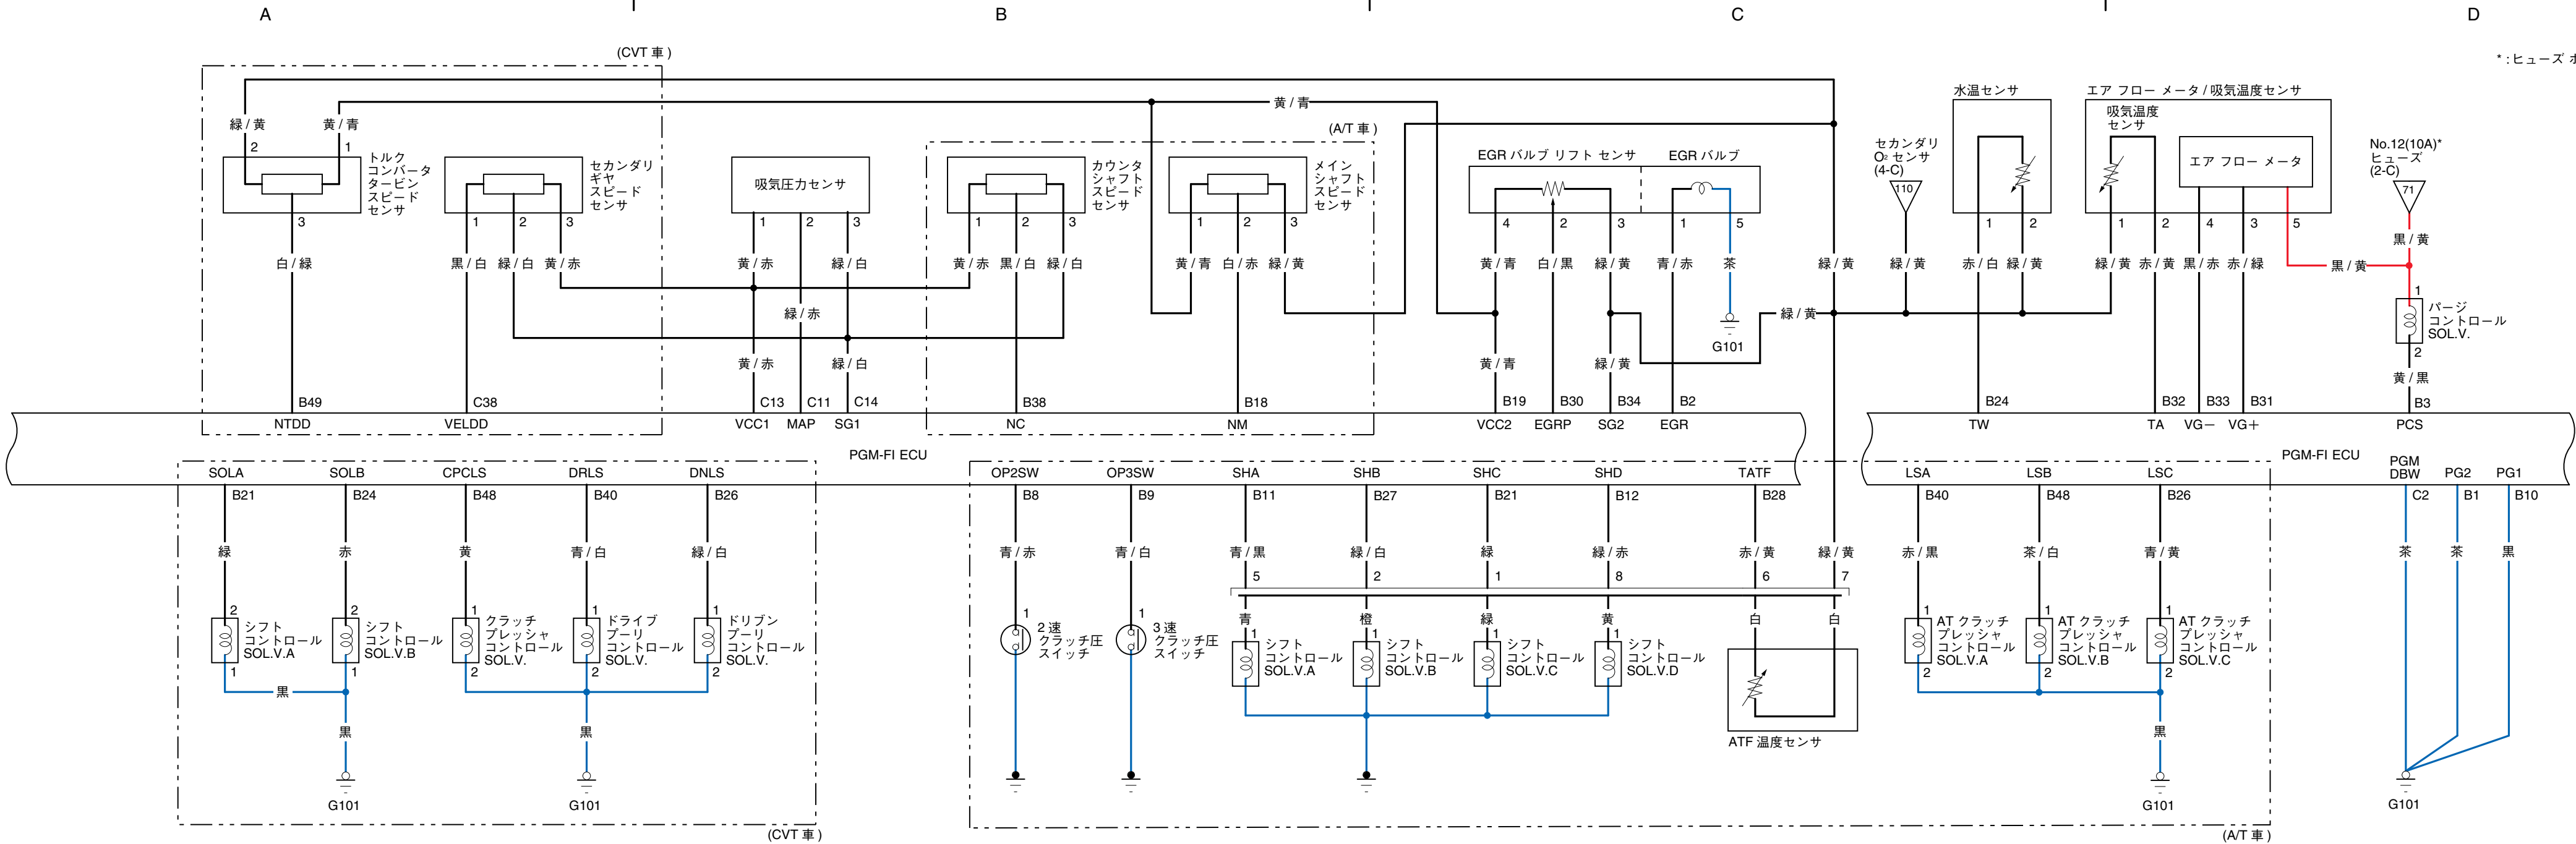 A
B
C
D
(CVT 車)
* : ヒューズ
緑 / 黄
黄 / 青
2
1
トルク
コンバータ
タービン
スピード
センサ
3
白 / 緑
B49
NTDD
セカンダリ
ギヤ
スピード
センサ
1
2
3
黒 / 白
緑 / 白
黄 / 赤
C38
VELDD
吸気圧力センサ
1
2
3
黄 / 赤
緑 / 赤
緑 / 白
黄 / 赤
緑 / 白
C13
C11
C14
VCC1
MAP
SG1
(A/T 車)
カウンタ
シャフト
スピード
センサ
1
2
3
黄 / 赤
黒 / 白
緑 / 白
B38
NC
メイン
シャフト
スピード
センサ
1
2
3
黄 / 青
白 / 赤
緑 / 黄
B18
NM
黄 / 青
EGR バルブ リフト センサ
EGR バルブ
4
2
3
1
5
黄 / 青
白 / 黒
緑 / 黄
青 / 赤
茶
G101
黄 / 青
緑 / 黄
B19
B30
B34
B2
VCC2
EGRP
SG2
EGR
緑 / 黄
緑 / 黄
セカンダリ
O2 センサ
(4-C)
110
緑 / 黄
水温センサ
1
2
赤 / 白
緑 / 黄
B24
TW
エア フロー メータ / 吸気温度センサ
吸気温度
センサ
エア フロー メータ
1
2
4
3
5
緑 / 黄
赤 / 黄
黒 / 赤
赤 / 緑
黒 / 黄
B32
B33
B31
TA
VG－
VG＋
No.12(10A)*
ヒューズ
(2-C)
71
黒 / 黄
1
パージ
コントロール
SOL.V.
2
黄 / 黒
B3
PCS
PGM-FI ECU
PGM-FI ECU
SOLA
SOLB
CPCLS
DRLS
DNLS
B21
B24
B48
B40
B26
緑
赤
黄
青 / 白
緑 / 白
2
シフト
コントロール
SOL.V.A
1
2
シフト
コントロール
SOL.V.B
1
1
クラッチ
プレッシャ
コントロール
SOL.V.
2
1
ドライブ
プーリ
コントロール
SOL.V.
2
1
ドリブン
プーリ
コントロール
SOL.V.
2
黒
黒
黒
G101
G101
(CVT 車)
OP2SW
OP3SW
SHA
SHB
SHC
SHD
TATF
B8
B9
B11
B27
B21
B12
B28
青 / 赤
青 / 白
青 / 黒
緑 / 白
緑
緑 / 赤
赤 / 黄
緑 / 黄
5
2
1
8
6
7
青
橙
緑
黄
白
白
1
2 速
クラッチ圧
スイッチ
1
3 速
クラッチ圧
スイッチ
1
シフト
コントロール
SOL.V.A
1
シフト
コントロール
SOL.V.B
1
シフト
コントロール
SOL.V.C
1
シフト
コントロール
SOL.V.D
ATF 温度センサ
LSA
LSB
LSC
B40
B48
B26
赤 / 黒
茶 / 白
青 / 黄
1
AT クラッチ
プレッシャ
コントロール
SOL.V.A
2
1
AT クラッチ
プレッシャ
コントロール
SOL.V.B
2
1
AT クラッチ
プレッシャ
コントロール
SOL.V.C
2
黒
G101
(A/T 車)
PGM
DBW
PG2
PG1
C2
B1
B10
茶
茶
黒
G101